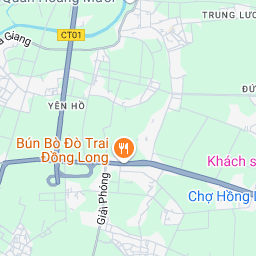 Quán Hoàng Mười
TRUNG LƯƠ
a Giang
CT01
ĐỨ
YÊN HỒ
Bún Bò Đò Trai
Đồng Long
Khách s
Giải Phóng
Chợ Hồng L